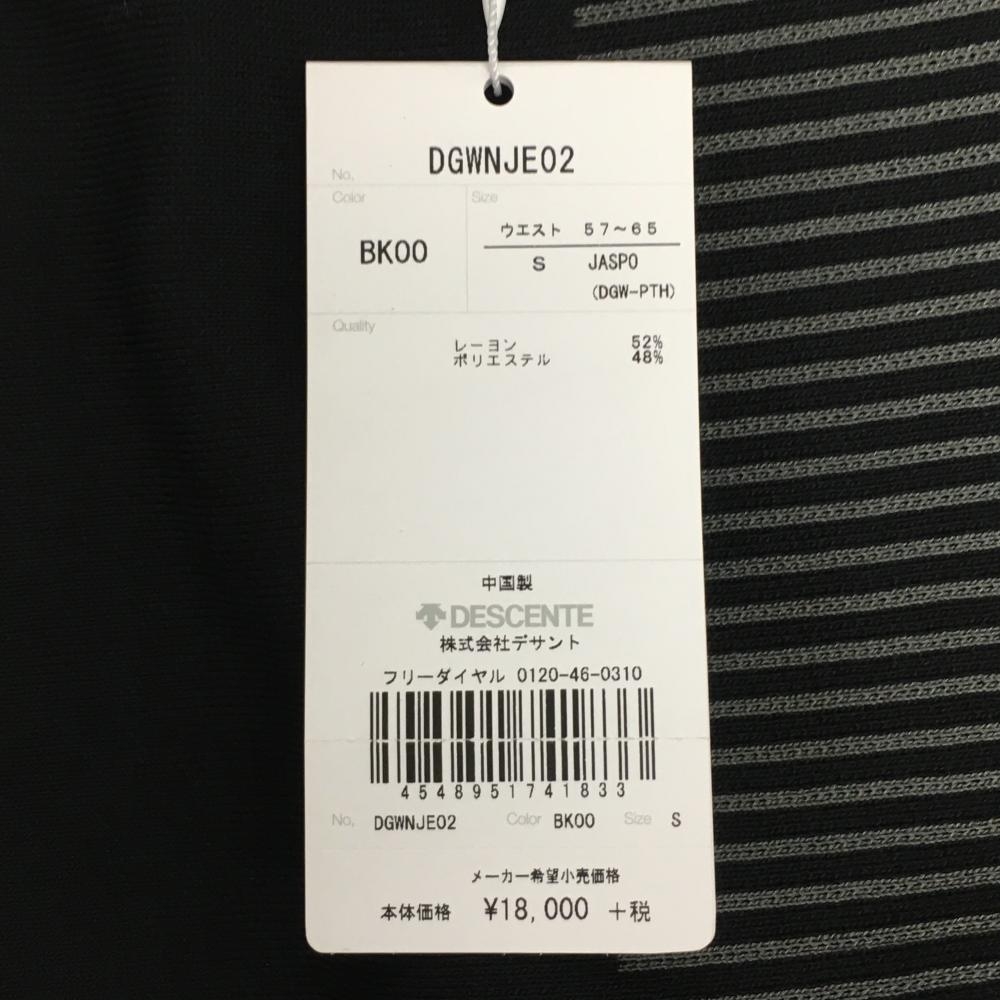 No, DGWNJE02
Color
BK00
Size
ウエスト 57～65
S JASPO
(DGW-PTH)
Quality
レーヨン 52%
ポリエステル 48%
中国製
DESCENTE
株式会社デサント
フリーダイヤル 0120-46-0310
4548951741833
No, DGWNJE02 Color BK00 Size S
メーカー希望小売価格
本体価格 ¥18,000 +税